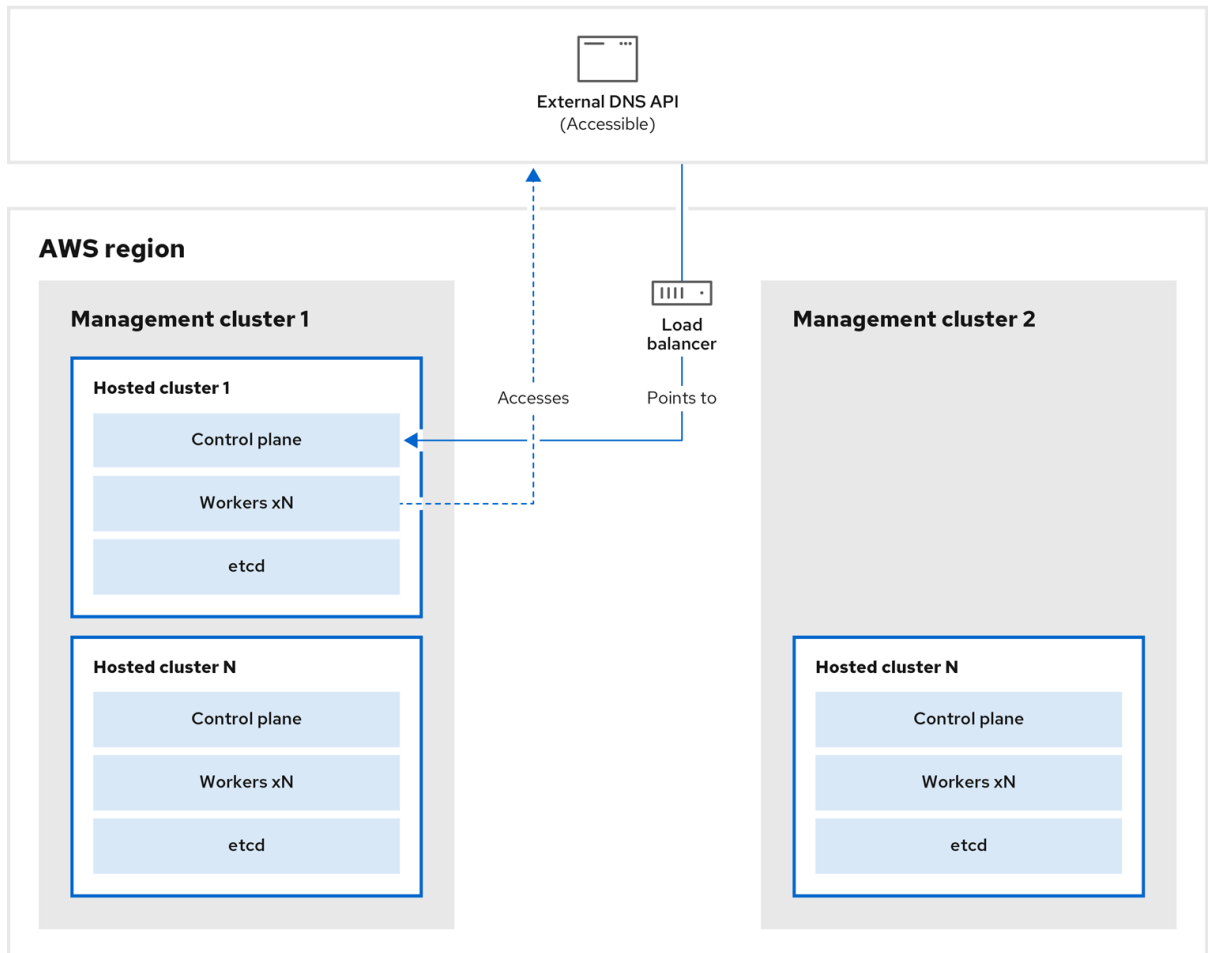 External DNS API
(Accessible)
AWS region
Management cluster 1
Hosted cluster 1
Control plane
Workers xN
etcd
Hosted cluster N
Control plane
Workers xN
etcd
Accesses
Load
balancer
Points to
Management cluster 2
Hosted cluster N
Control plane
Workers xN
etcd